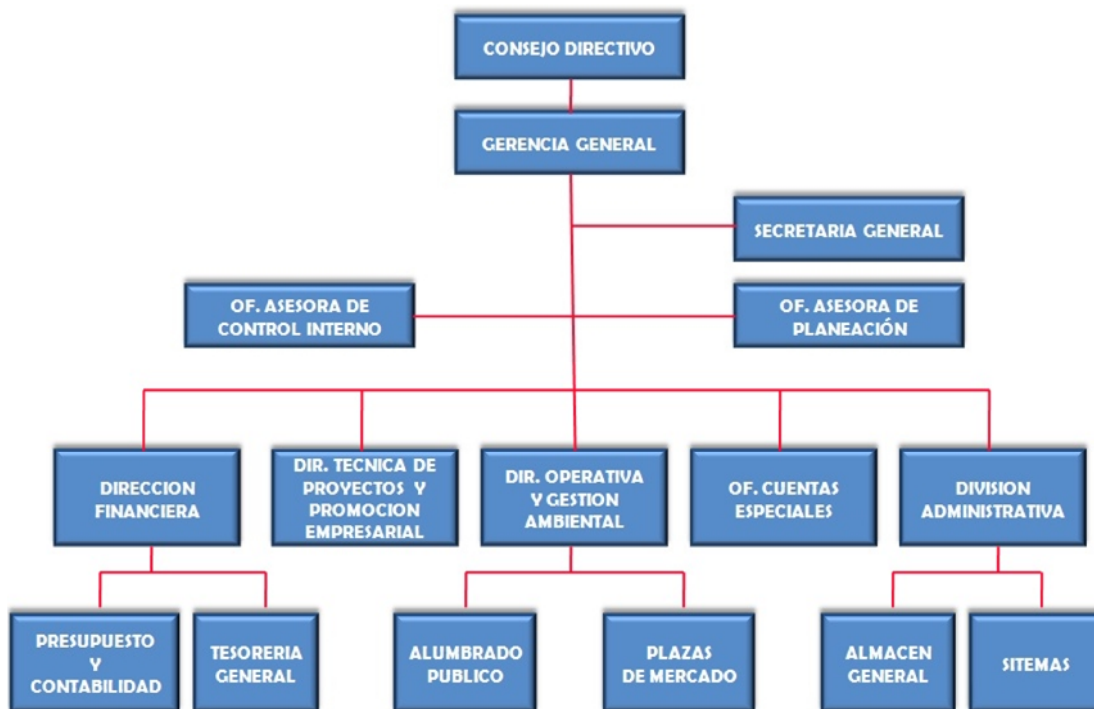 CONSEJO DIRECTIVO
GERENCIA GENERAL
SECRETARIA GENERAL
OF. ASESORA DE
CONTROL INTERNO
OF. ASESORA DE
PLANEACIÓN
DIRECCION
FINANCIERA
DIR. TECNICA DE
PROYECTOS Y
PROMOCION
EMPRESARIAL
DIR. OPERATIVA
Y GESTION
AMBIENTAL
OF. CUENTAS
ESPECIALES
DIVISION
ADMINISTRATIVA
PRESUPUESTO
Y
CONTABILIDAD
TESORERIA
GENERAL
ALUMBRADO
PUBLICO
PLAZAS
DE MERCADO
ALMACEN
GENERAL
SITEMAS